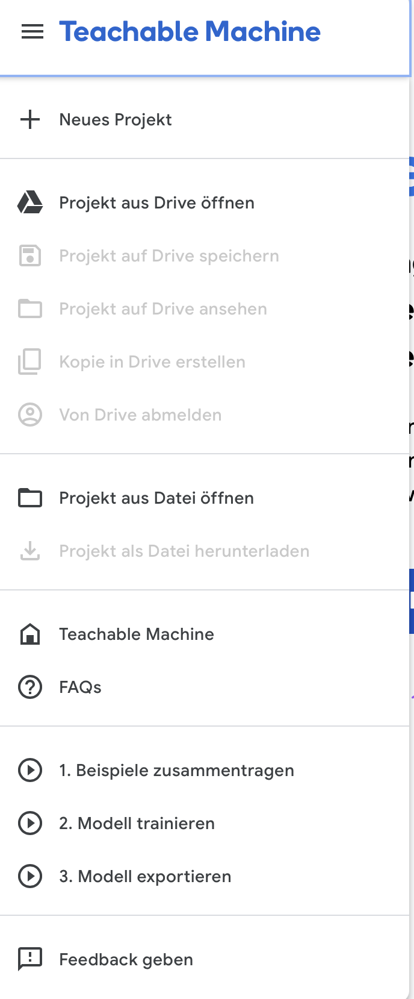 Teachable Machine
Neues Projekt
Projekt aus Drive öffnen
Projekt auf Drive speichern
Projekt auf Drive ansehen
Kopie in Drive erstellen
Von Drive abmelden
Projekt aus Datei öffnen
Projekt als Datei herunterladen
Teachable Machine
FAQs
1. Beispiele zusammentragen
2. Modell trainieren
3. Modell exportieren
Feedback geben